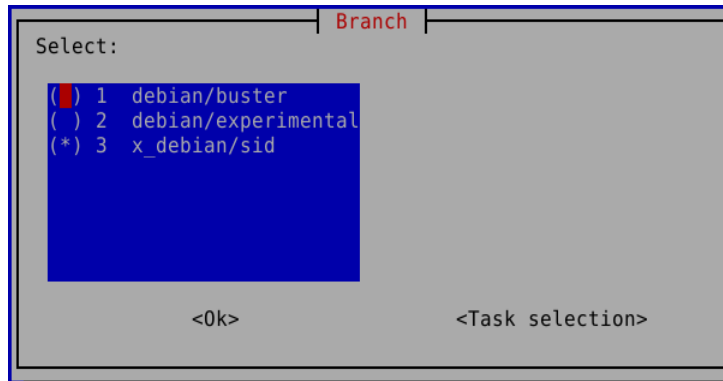 Branch
Select:
( ) 1 debian/buster
( ) 2 debian/experimental
(*) 3 x_debian/sid
<Ok> <Task selection>